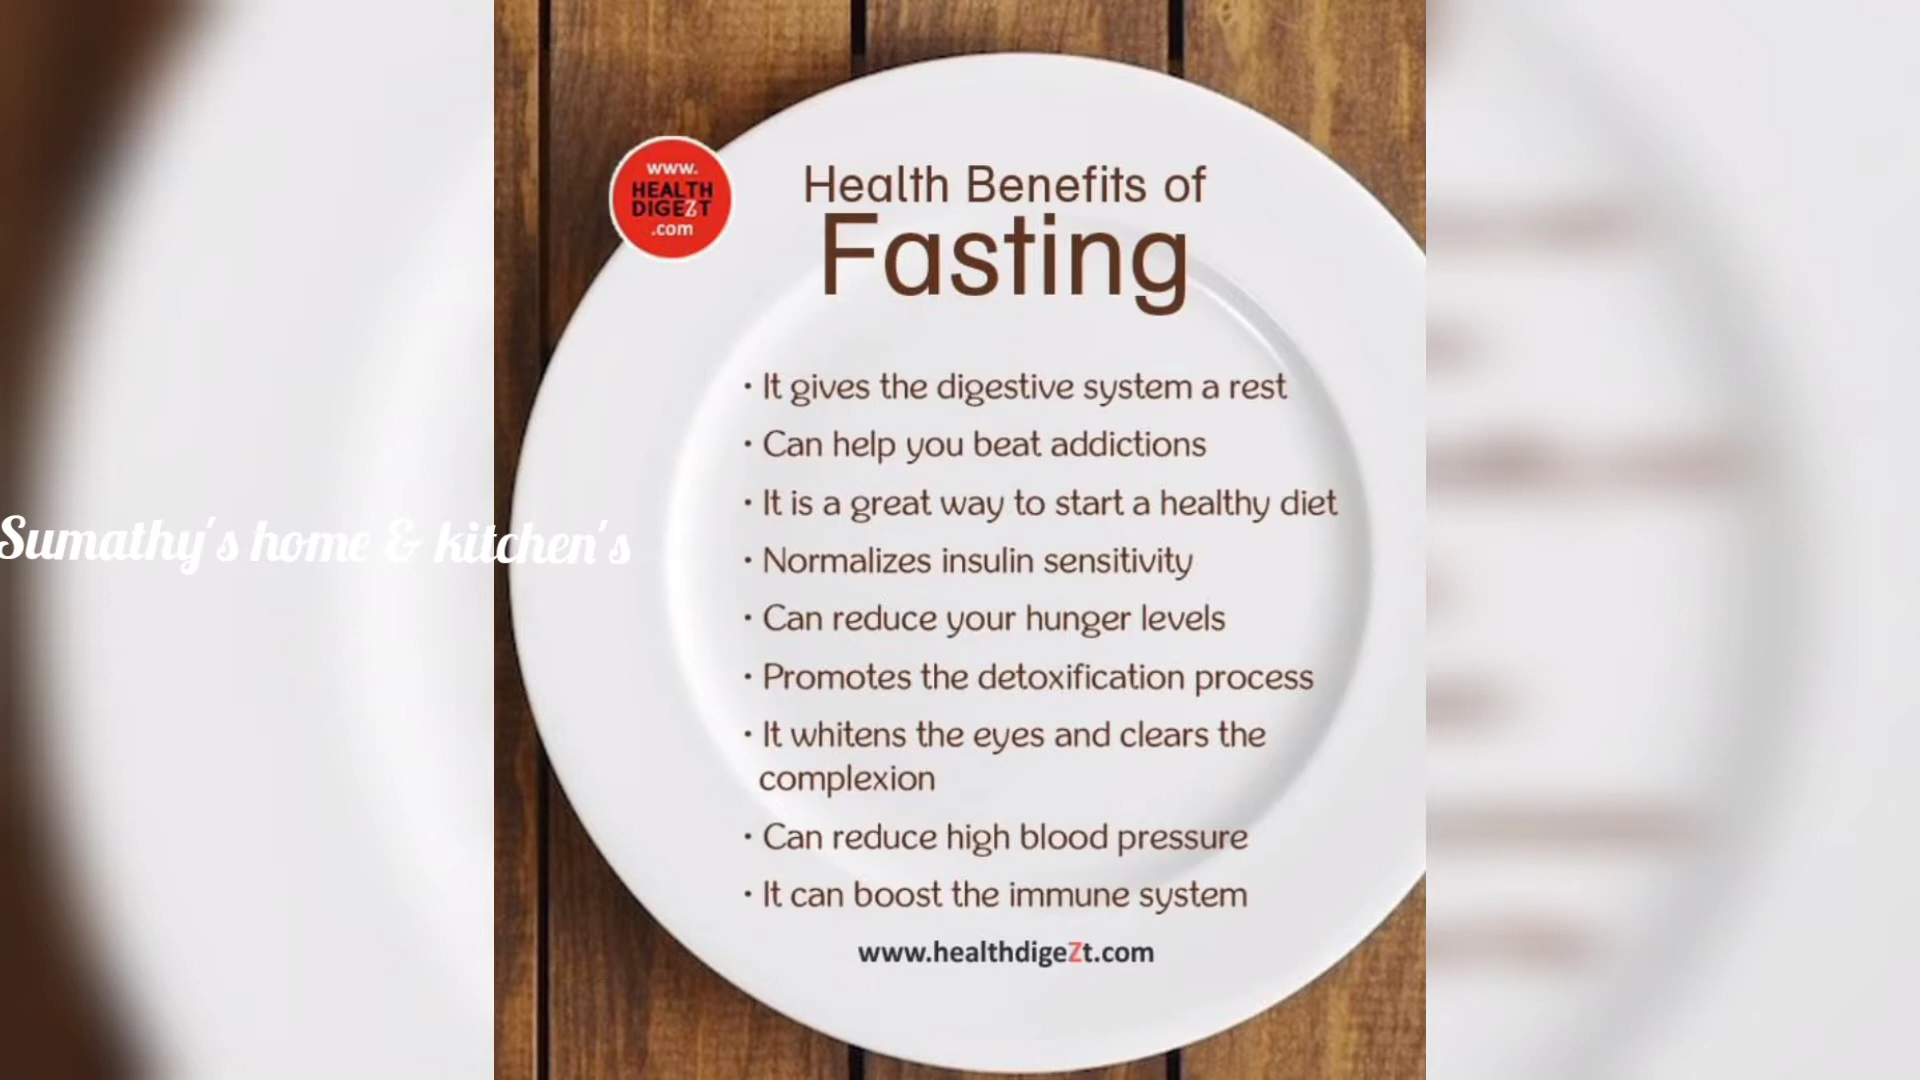 www.
HEALTH
DIGEZT
.com
Health Benefits of
Fasting
• It gives the digestive system a rest
• Can help you beat addictions
• It is a great way to start a healthy diet
• Normalizes insulin sensitivity
• Can reduce your hunger levels
• Promotes the detoxification process
• It whitens the eyes and clears the
complexion
• Can reduce high blood pressure
• It can boost the immune system
www.healthdigeZt.com
Sumathy's home & kitchen's